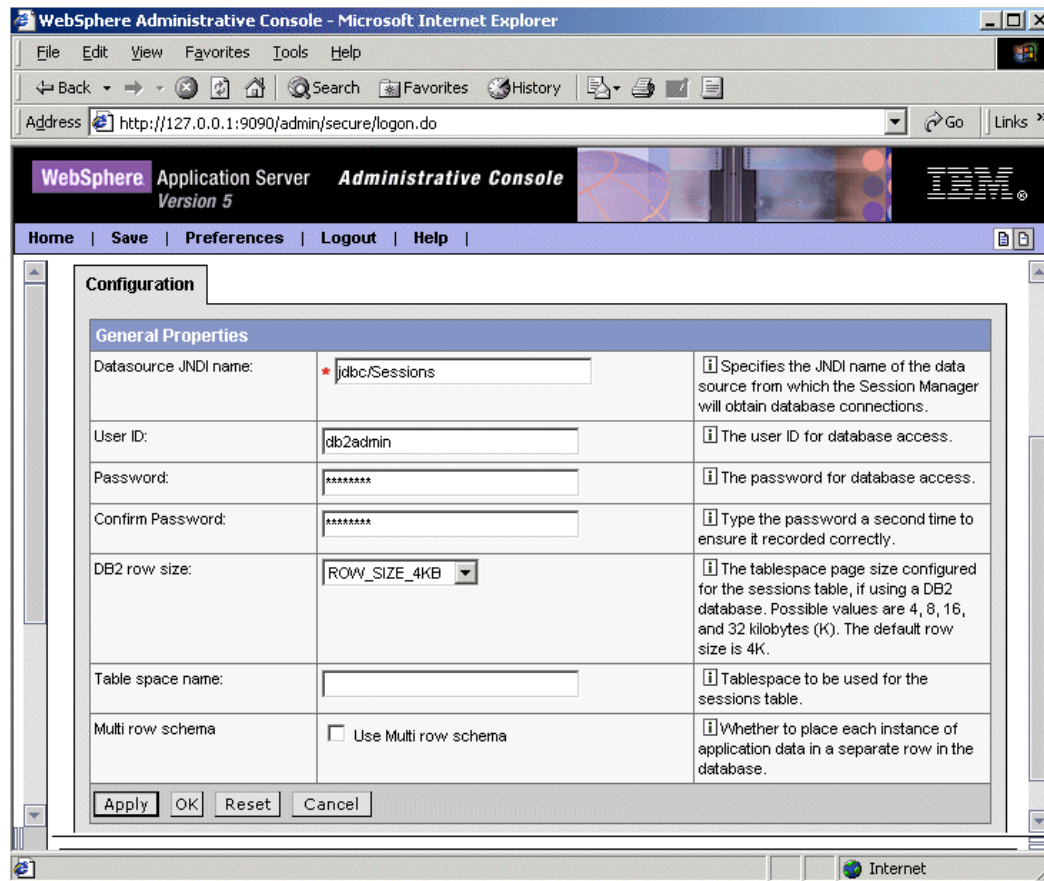 WebSphere Administrative Console - Microsoft Internet Explorer
File Edit View Favorites Tools Help
Back Search Favorites History
Address http://127.0.0.1:9090/admin/secure/logon.do Go Links »
WebSphere Application Server Administrative Console
Version 5
IBM®
Home | Save | Preferences | Logout | Help |
Configuration
General Properties
Datasource JNDI name:
* jdbc/Sessions
i Specifies the JNDI name of the data
source from which the Session Manager
will obtain database connections.
User ID:
db2admin
i The user ID for database access.
Password:
********
i The password for database access.
Confirm Password:
********
i Type the password a second time to
ensure it recorded correctly.
DB2 row size:
ROW_SIZE_4KB
i The tablespace page size configured
for the sessions table, if using a DB2
database. Possible values are 4, 8, 16,
and 32 kilobytes (K). The default row
size is 4K.
Table space name:
i Tablespace to be used for the
sessions table.
Multi row schema
Use Multi row schema
i Whether to place each instance of
application data in a separate row in the
database.
Apply OK Reset Cancel
Internet